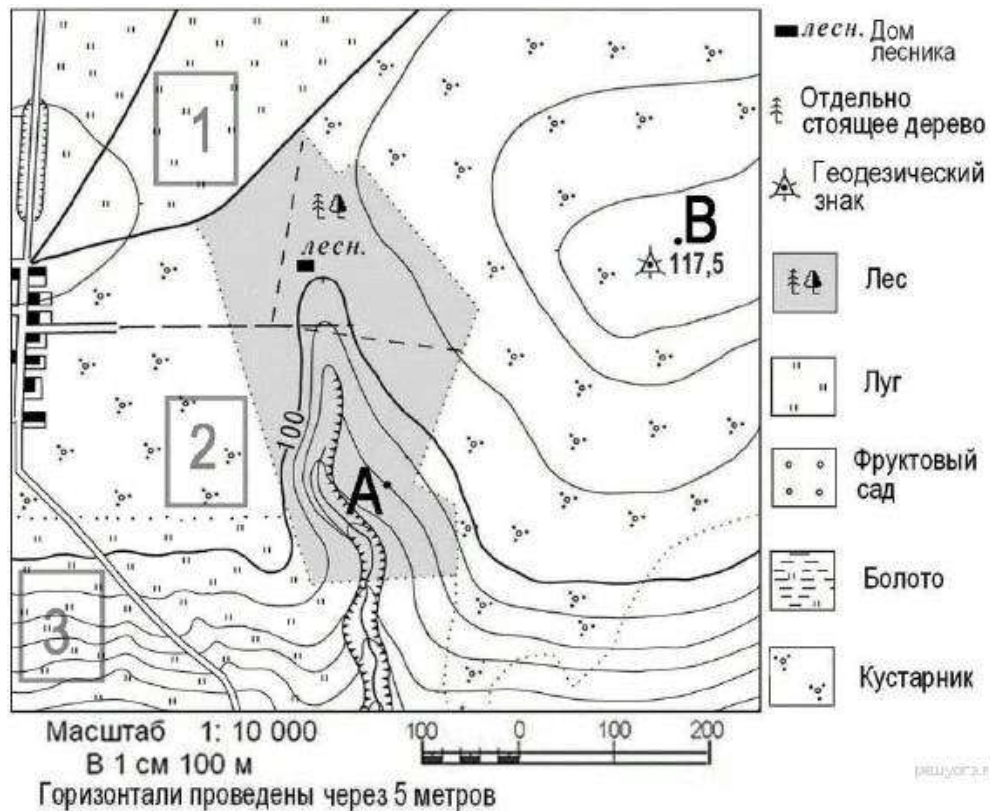 1
2
3
А
.В
117,5
лесн.
100
лесн. Дом
лесника
Отдельно
стоящее дерево
Геодезический
знак
Лес
Луг
Фруктовый
сад
Болото
Кустарник
Масштаб 1: 10 000
В 1 см 100 м
Горизонтали проведены через 5 метров
100 0 100 200